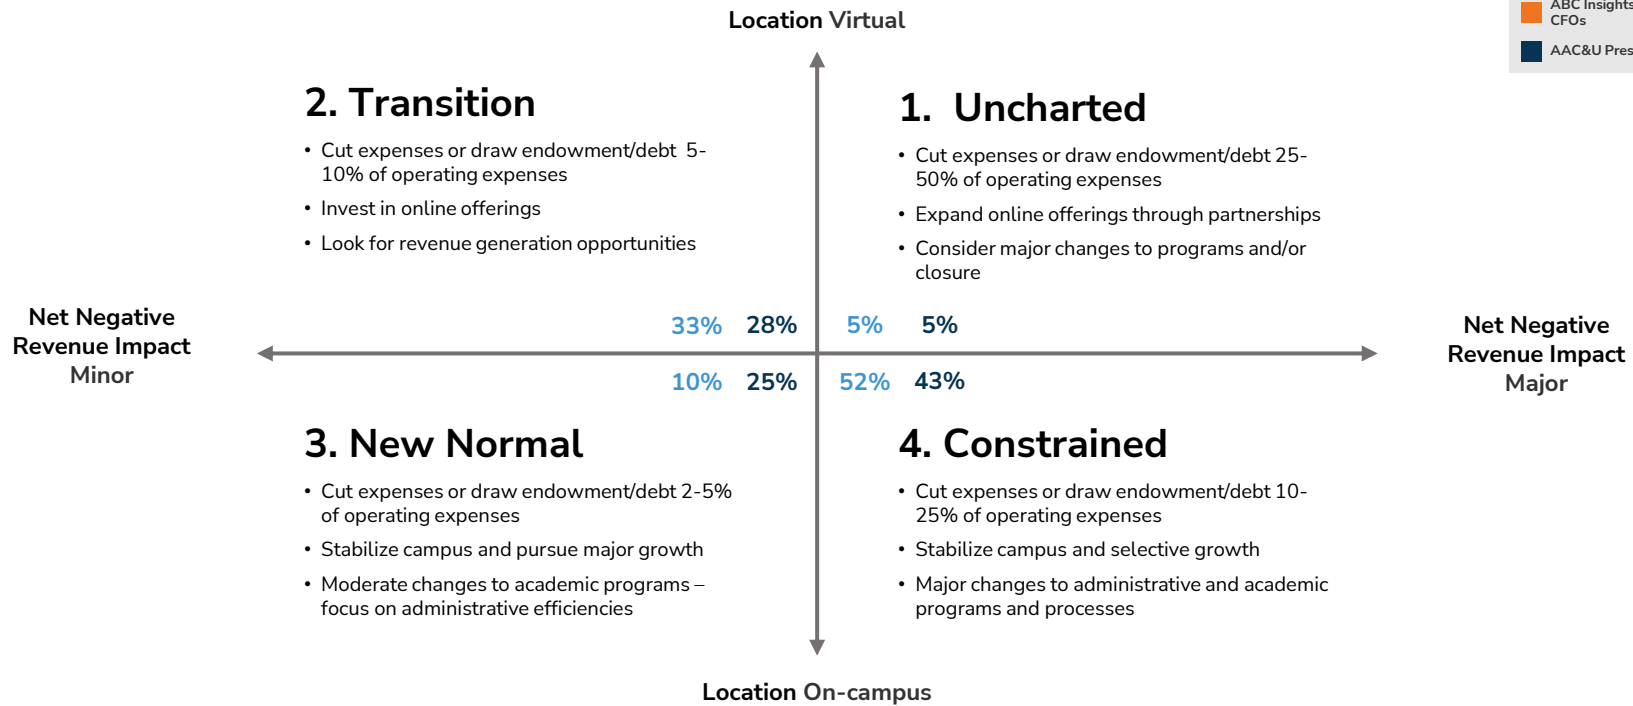 Location Virtual
ABC Insights
CFOs
AAC&U Pres
2. Transition
• Cut expenses or draw endowment/debt 5-
10% of operating expenses
• Invest in online offerings
• Look for revenue generation opportunities
1. Uncharted
• Cut expenses or draw endowment/debt 25-
50% of operating expenses
• Expand online offerings through partnerships
• Consider major changes to programs and/or
closure
Net Negative
Revenue Impact
Minor
33% 28% 5% 5%
10% 25% 52% 43%
Net Negative
Revenue Impact
Major
3. New Normal
• Cut expenses or draw endowment/debt 2-5%
of operating expenses
• Stabilize campus and pursue major growth
• Moderate changes to academic programs –
focus on administrative efficiencies
4. Constrained
• Cut expenses or draw endowment/debt 10-
25% of operating expenses
• Stabilize campus and selective growth
• Major changes to administrative and academic
programs and processes
Location On-campus